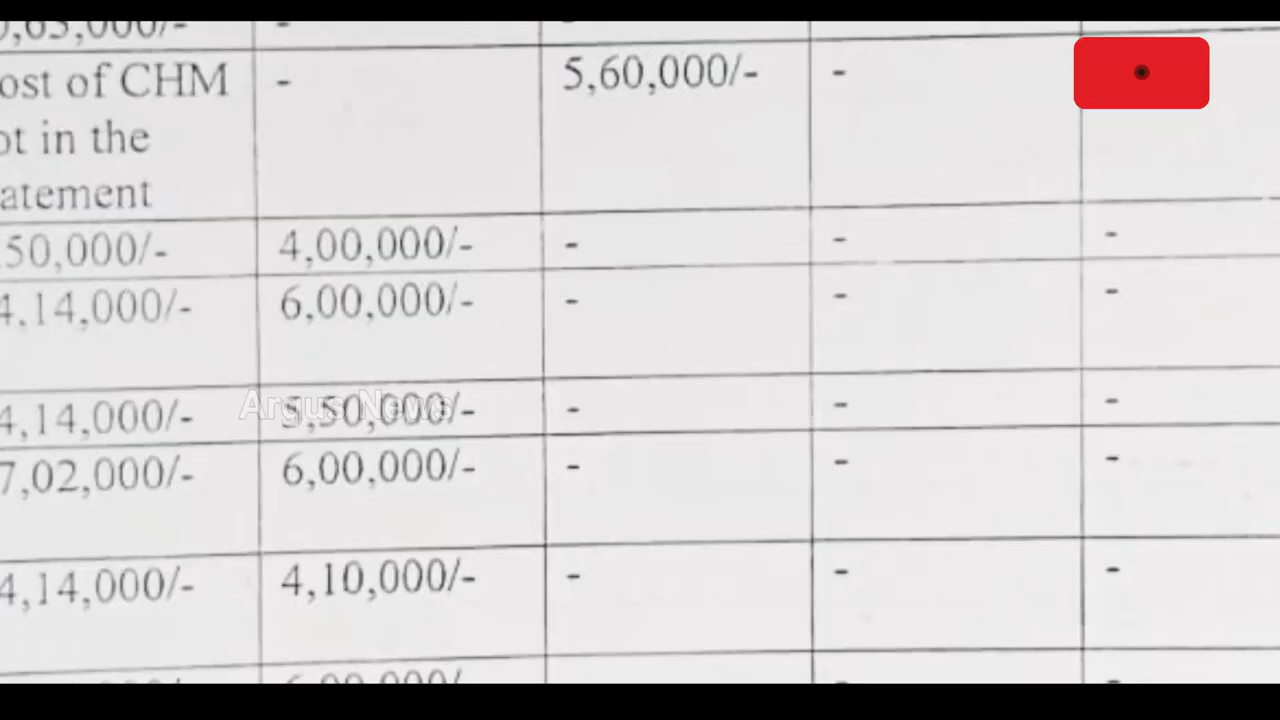 ost of CHM - 5,60,000/- -
ot in the
atement
50,000/- 4,00,000/- - - -
4,14,000/- 6,00,000/- - - -
4,14,000/- 5,50,000/- - - -
Argus News
7,02,000/- 6,00,000/- - - -
4,14,000/- 4,10,000/- - - -